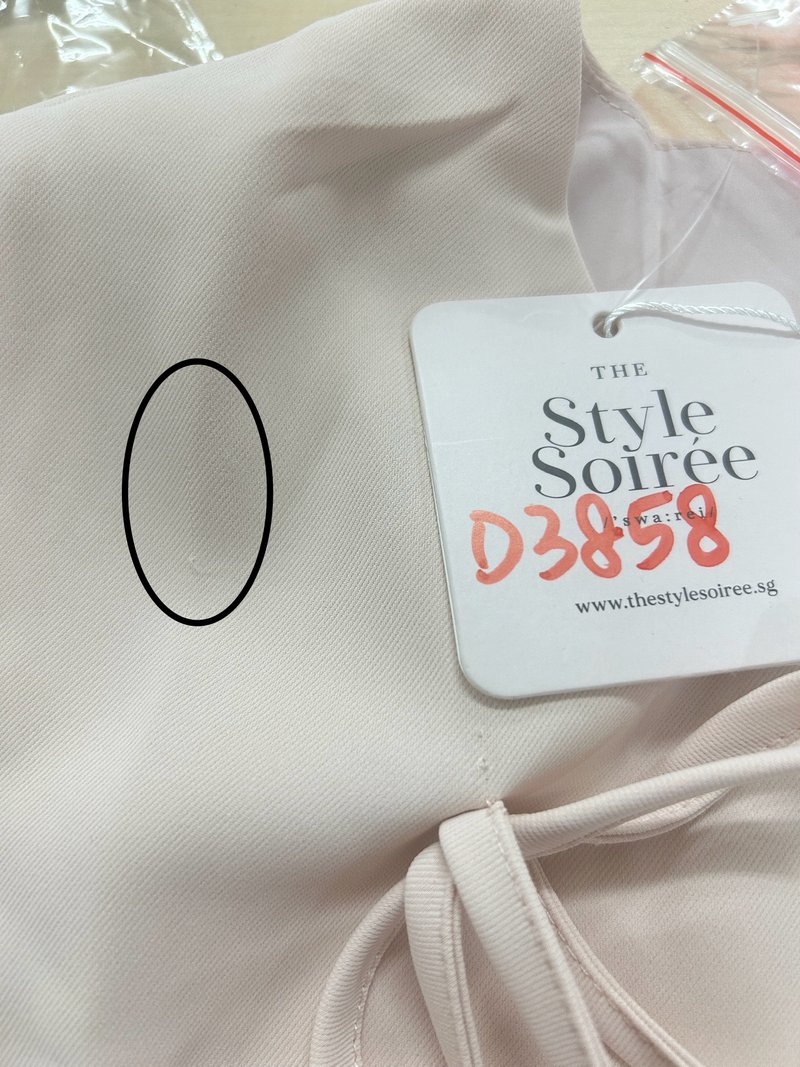 THE
Style
Soirée
/'swa:rei/
D3858
www.thestylesoiree.sg